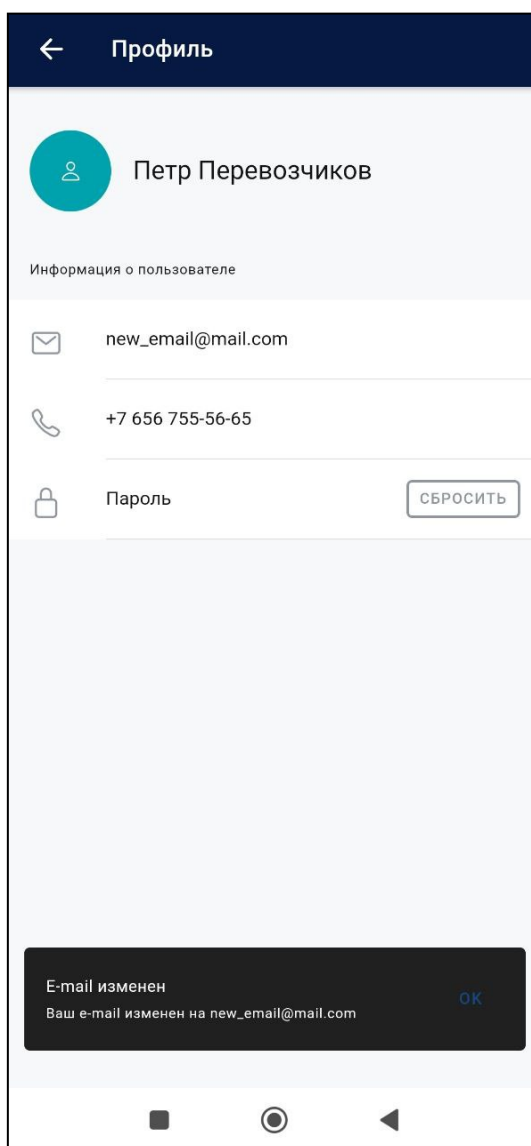 Профиль
Петр Перевозчиков
Информация о пользователе
new_email@mail.com
+7 656 755-56-65
Пароль
СБРОСИТЬ
E-mail изменен
Ваш e-mail изменен на new_email@mail.com
ОК